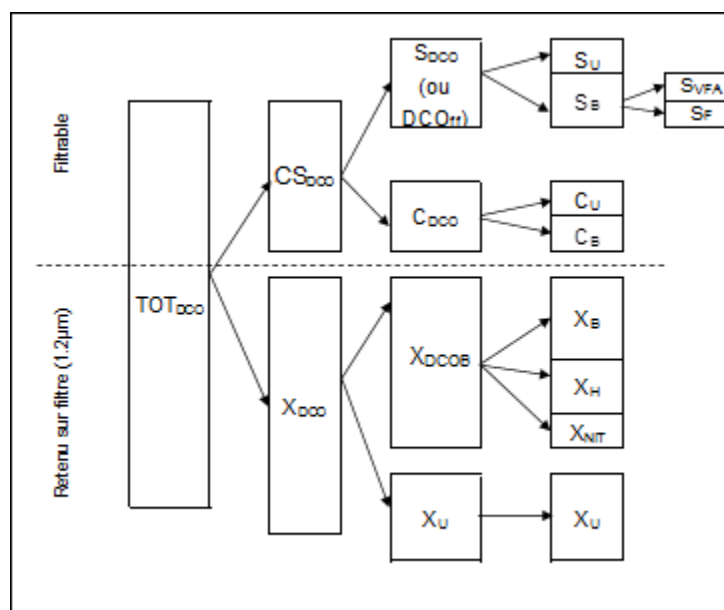 Filtrable
Retenu sur filtre (1.2µm)
TOTDCO
CSDCO
XDCO
SDCO
(ou
DCOff)
CDCO
XDCOB
XU
SU
SB
CU
CB
XB
XH
XNIT
XU
SVFA
SF